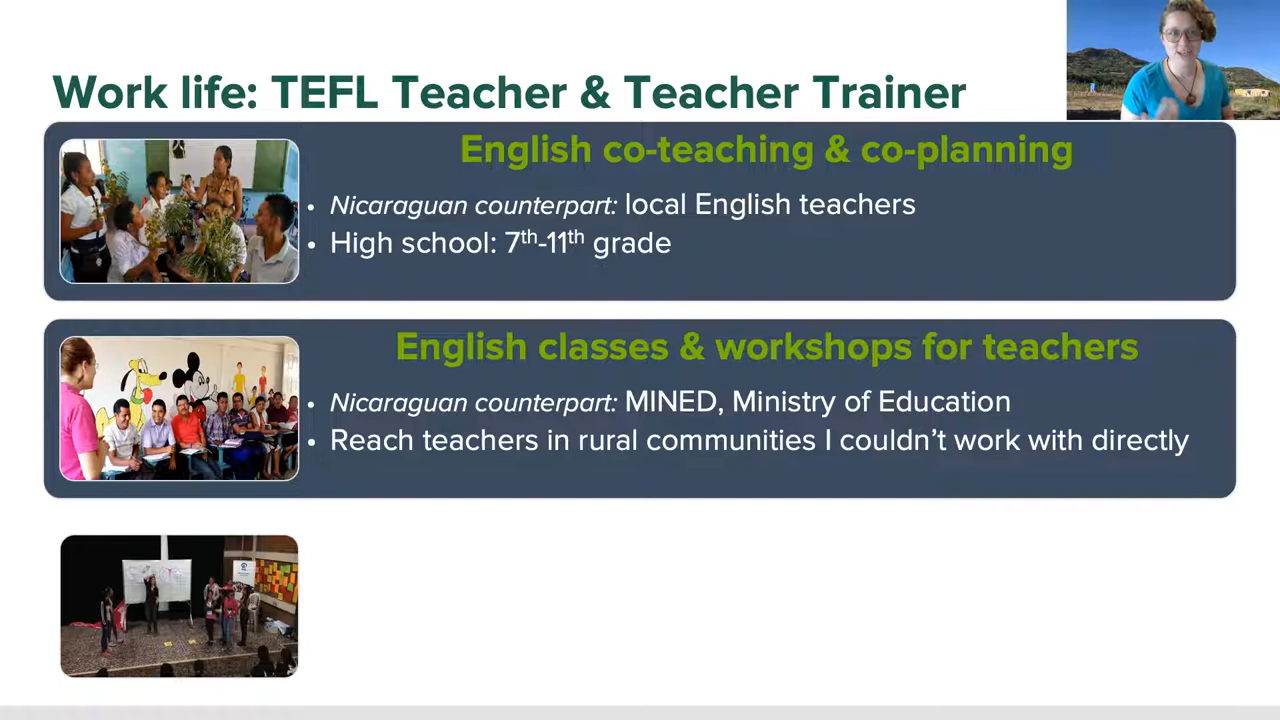 Work life: TEFL Teacher & Teacher Trainer
English co-teaching & co-planning
• Nicaraguan counterpart: local English teachers
• High school: 7th-11th grade
English classes & workshops for teachers
• Nicaraguan counterpart: MINED, Ministry of Education
• Reach teachers in rural communities I couldn't work with directly